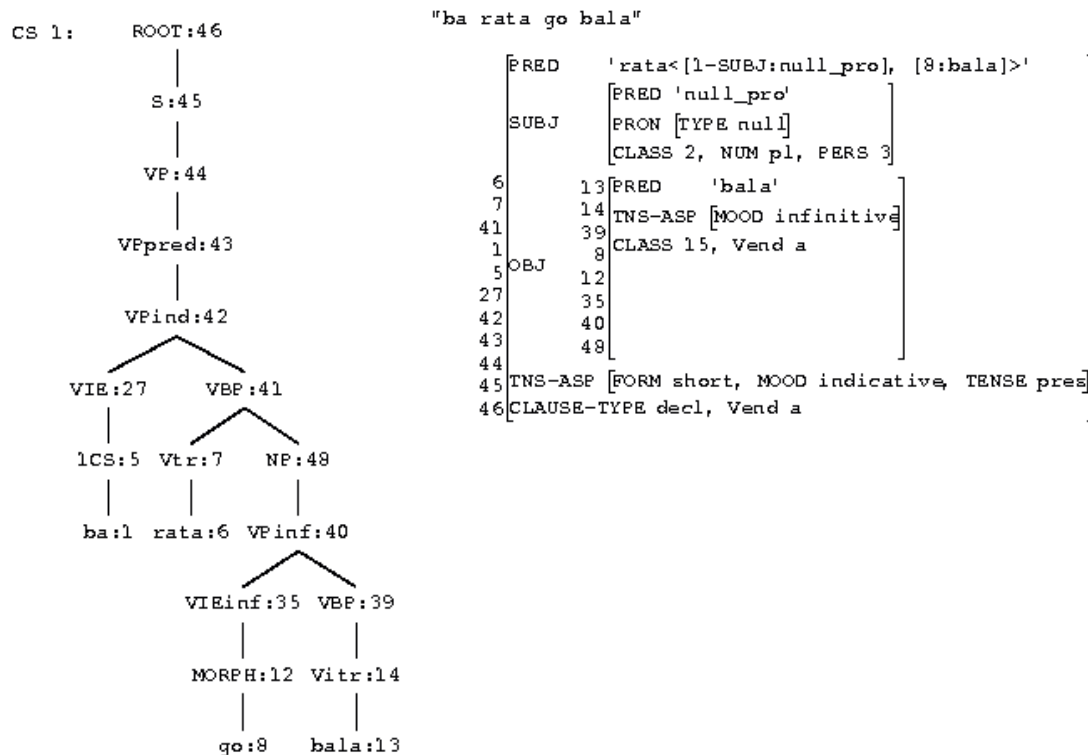 CS 1: ROOT:46
S:45
VP:44
VPpred:43
VPind:42
VIE:27 VBP:41
1CS:5 Vtr:7 NP:48
ba:1 rata:6 VPinf:40
VIEinf:35 VBP:39
MORPH:12 Vitr:14
go:8 bala:13
"ba rata go bala"
PRED 'rata<[1-SUBJ:null_pro], [8:bala]>'
PRED 'null_pro'
SUBJ PRON [TYPE null]
CLASS 2, NUM pl, PERS 3
6 13 PRED 'bala'
7 14 TNS-ASP [MOOD infinitive]
41 39
1 8 CLASS 15, Vend a
5 OBJ 12
27 35
42 40
43 48
44
45 TNS-ASP [FORM short, MOOD indicative, TENSE pres]
46 CLAUSE-TYPE decl, Vend a